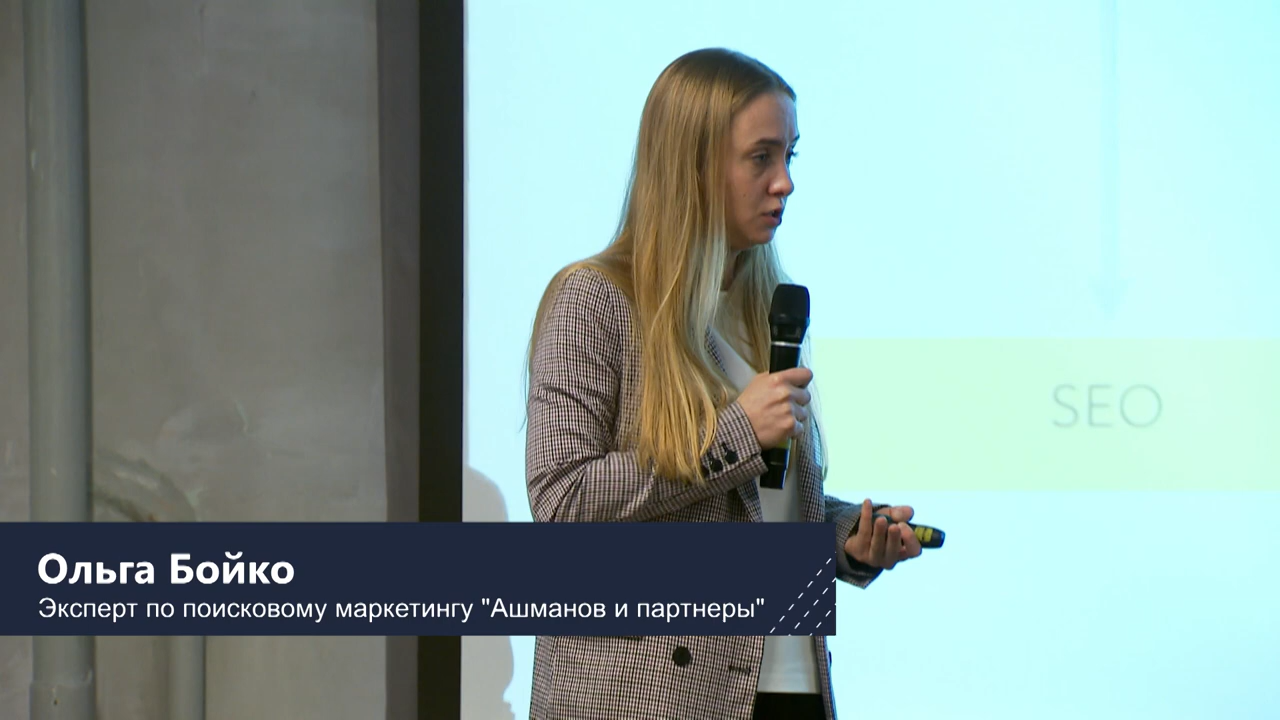 SEO
Ольга Бойко
Эксперт по поисковому маркетингу "Ашманов и партнеры"